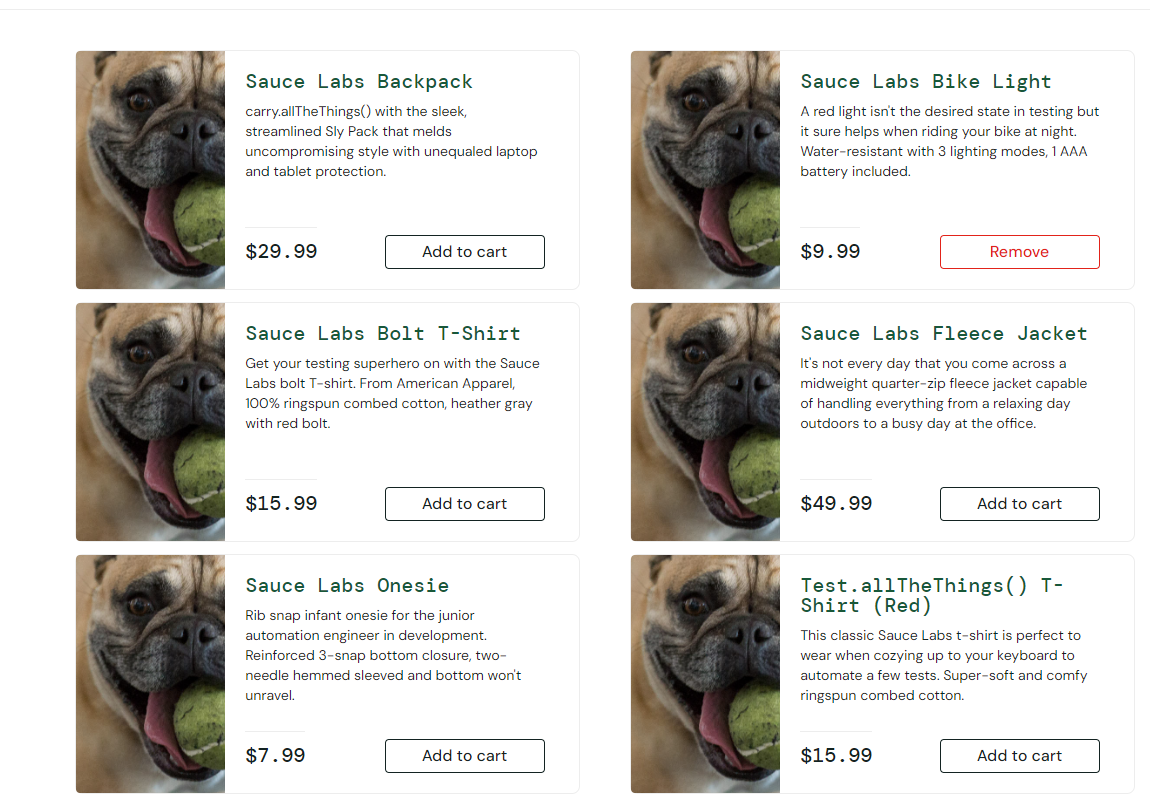 Sauce Labs Backpack
carry.allTheThings() with the sleek,
streamlined Sly Pack that melds
uncompromising style with unequaled laptop
and tablet protection.
$29.99
Add to cart
Sauce Labs Bike Light
A red light isn't the desired state in testing but
it sure helps when riding your bike at night.
Water-resistant with 3 lighting modes, 1 AAA
battery included.
$9.99
Remove
Sauce Labs Bolt T-Shirt
Get your testing superhero on with the Sauce
Labs bolt T-shirt. From American Apparel,
100% ringspun combed cotton, heather gray
with red bolt.
$15.99
Add to cart
Sauce Labs Fleece Jacket
It's not every day that you come across a
midweight quarter-zip fleece jacket capable
of handling everything from a relaxing day
outdoors to a busy day at the office.
$49.99
Add to cart
Sauce Labs Onesie
Rib snap infant onesie for the junior
automation engineer in development.
Reinforced 3-snap bottom closure, two-
needle hemmed sleeved and bottom won't
unravel.
$7.99
Add to cart
Test.allTheThings() T-
Shirt (Red)
This classic Sauce Labs t-shirt is perfect to
wear when cozying up to your keyboard to
automate a few tests. Super-soft and comfy
ringspun combed cotton.
$15.99
Add to cart